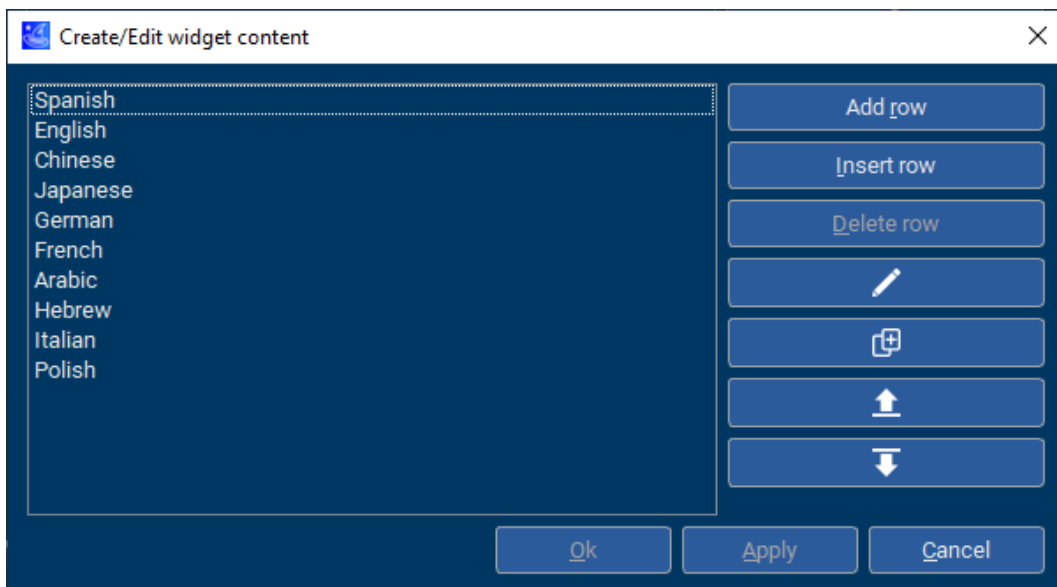 Create/Edit widget content
Spanish
English
Chinese
Japanese
German
French
Arabic
Hebrew
Italian
Polish
Add row
Insert row
Delete row
Ok
Apply
Cancel